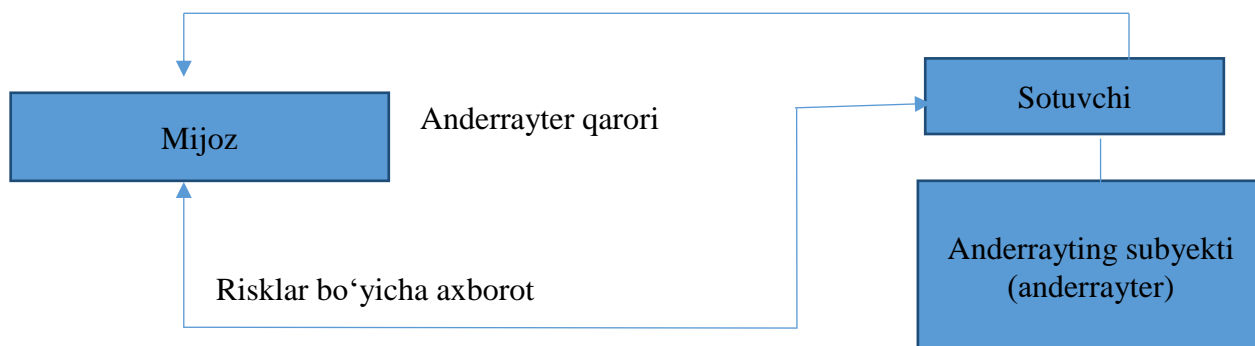 Sotuvchi
Mijoz
Anderrayter qarori
Anderrayting subyekti
(anderrayter)
Risklar bo‘yicha axborot